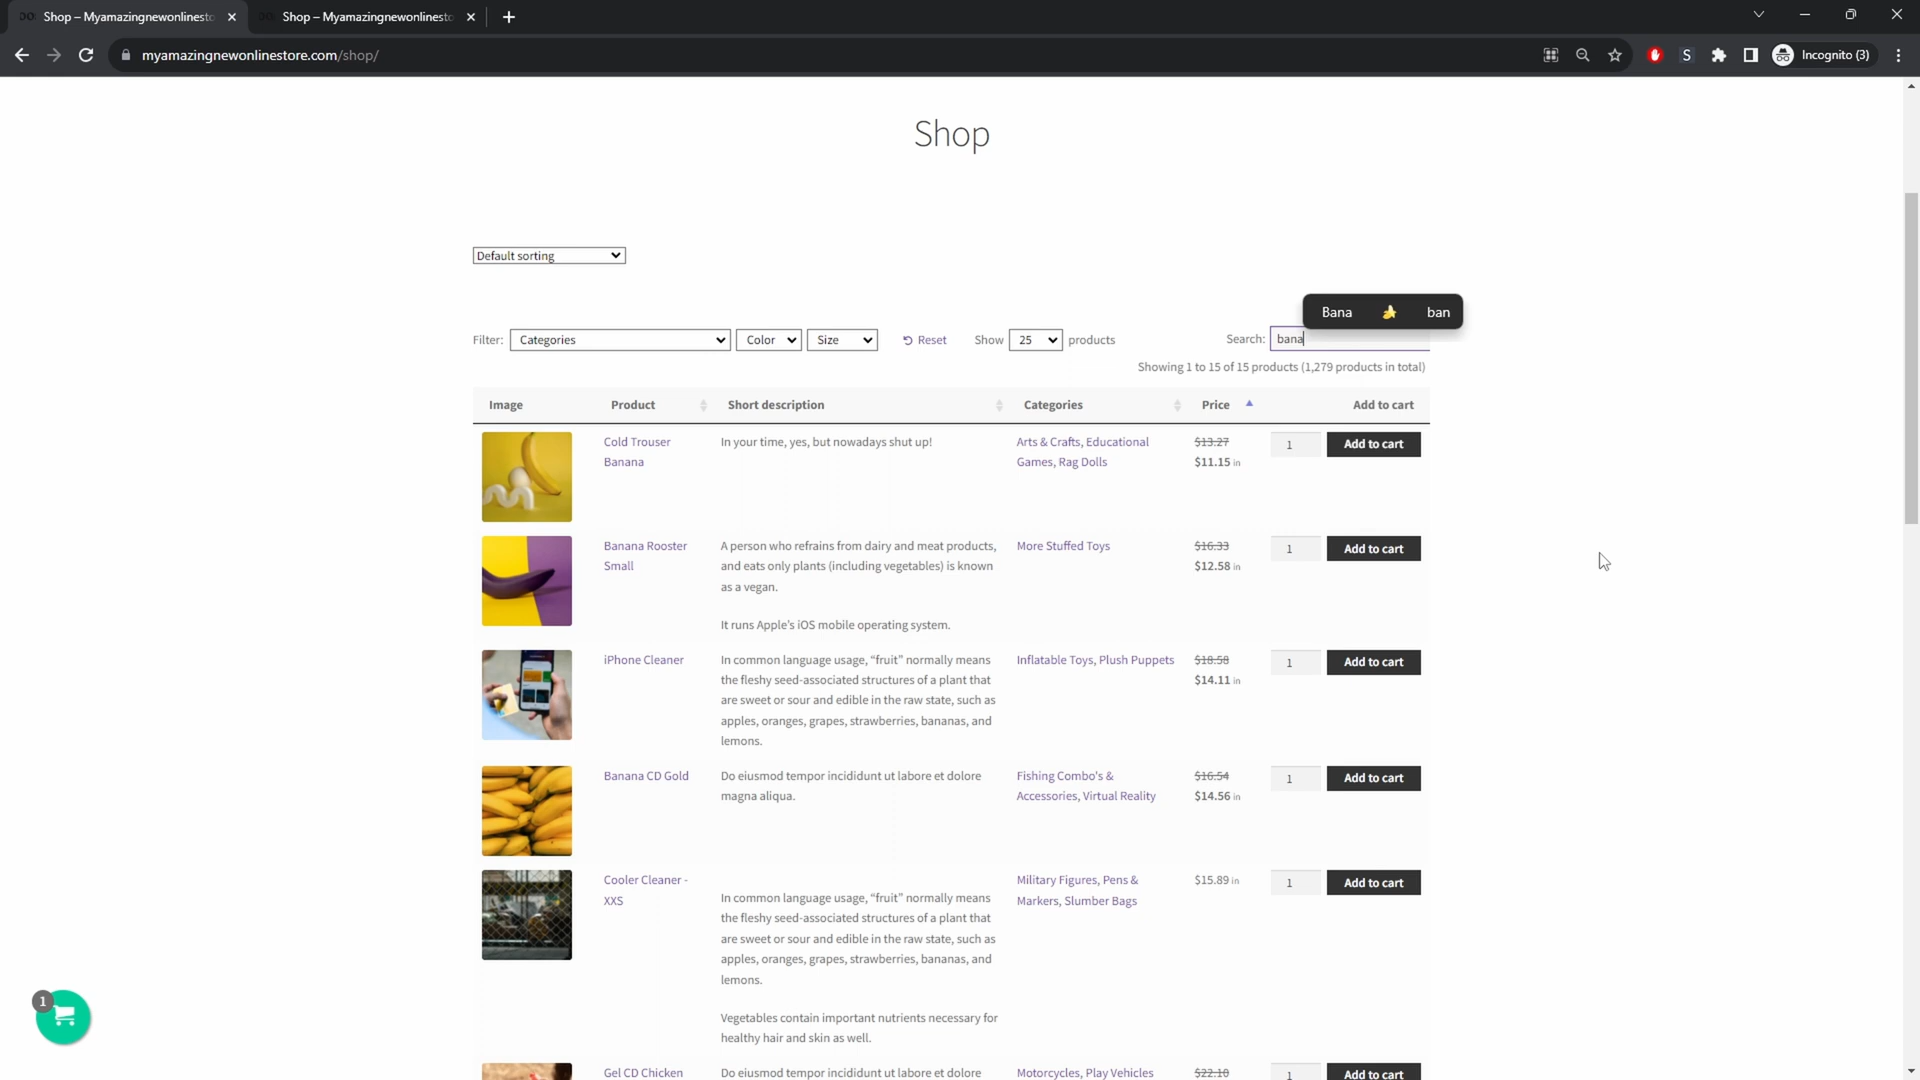 Shop – Myamazingnewonlinesto
Shop – Myamazingnewonlinesto
myamazingnewonlinestore.com/shop/
S
Incognito (3)
Shop
Default sorting
Bana 🍌 ban
Filter: Categories Color Size Reset Show 25 products Search: bana
Showing 1 to 15 of 15 products (1,279 products in total)
Image Product Short description Categories Price Add to cart
Cold Trouser
Banana
In your time, yes, but nowadays shut up!
Arts & Crafts, Educational
Games, Rag Dolls
$13.27
$11.15 in
1 Add to cart
Banana Rooster
Small
A person who refrains from dairy and meat products,
and eats only plants (including vegetables) is known
as a vegan.
It runs Apple's iOS mobile operating system.
More Stuffed Toys
$16.33
$12.58 in
1 Add to cart
iPhone Cleaner
In common language usage, “fruit” normally means
the fleshy seed-associated structures of a plant that
are sweet or sour and edible in the raw state, such as
apples, oranges, grapes, strawberries, bananas, and
lemons.
Inflatable Toys, Plush Puppets
$18.58
$14.11 in
1 Add to cart
Banana CD Gold
Do eiusmod tempor incididunt ut labore et dolore
magna aliqua.
Fishing Combo's &
Accessories, Virtual Reality
$16.54
$14.56 in
1 Add to cart
Cooler Cleaner -
XXS
In common language usage, “fruit” normally means
the fleshy seed-associated structures of a plant that
are sweet or sour and edible in the raw state, such as
apples, oranges, grapes, strawberries, bananas, and
lemons.
Vegetables contain important nutrients necessary for
healthy hair and skin as well.
Military Figures, Pens &
Markers, Slumber Bags
$15.89 in
1 Add to cart
Gel CD Chicken
Do eiusmod tempor incididunt ut labore et dolore
Motorcycles, Play Vehicles
$22.10
1 Add to cart
1